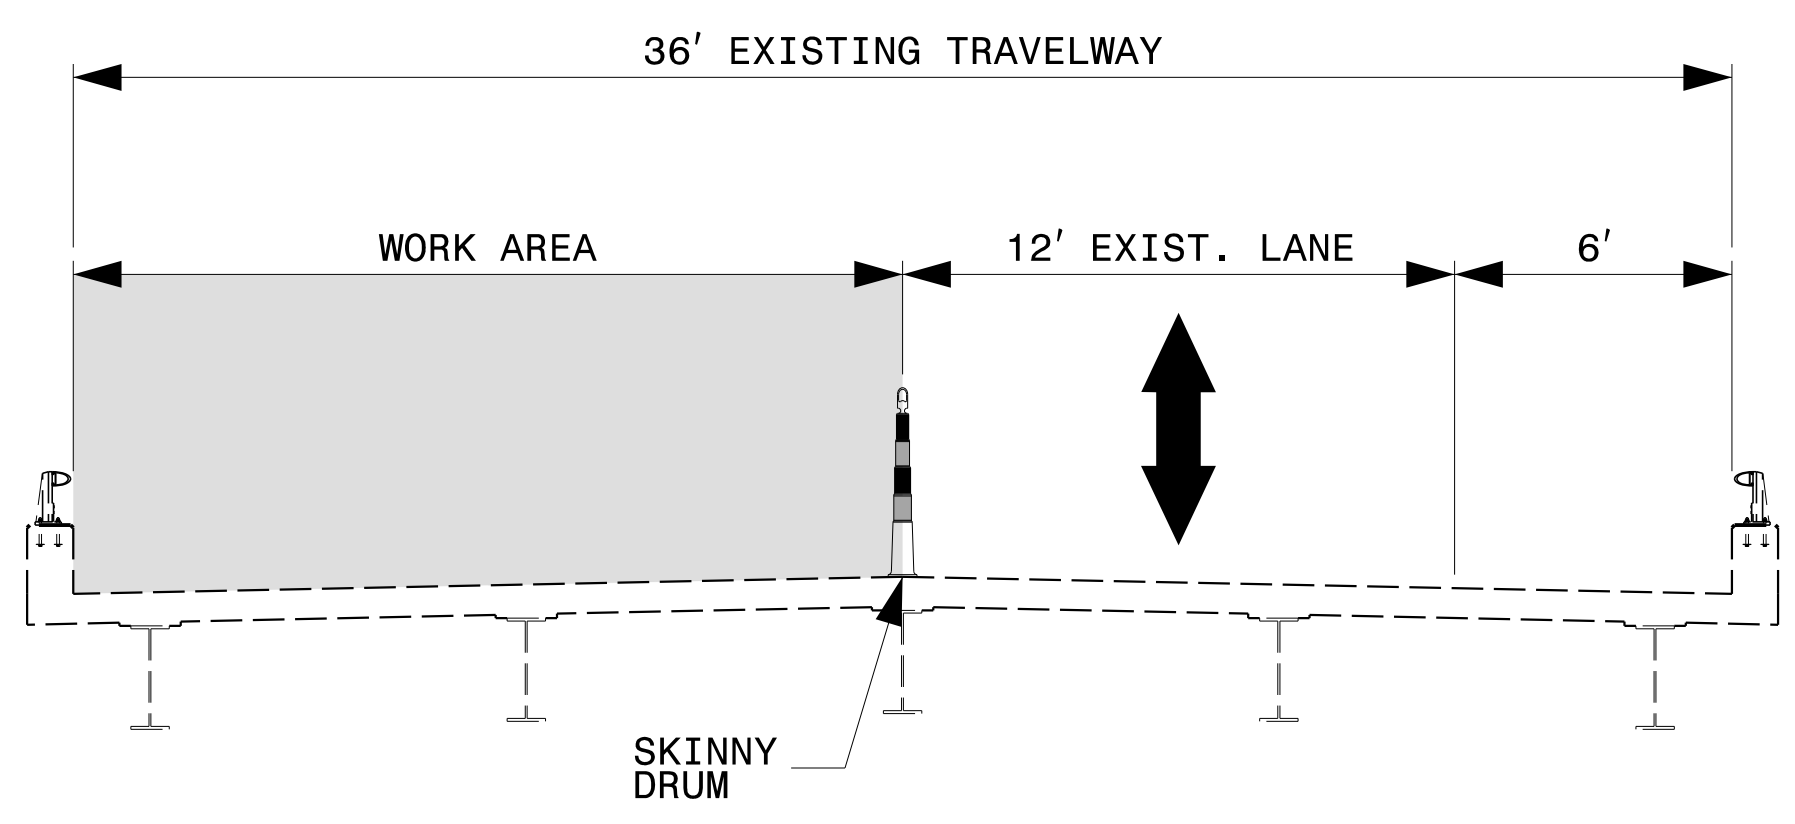 36' EXISTING TRAVELWAY
WORK AREA
12' EXIST. LANE
6'
SKINNY
DRUM